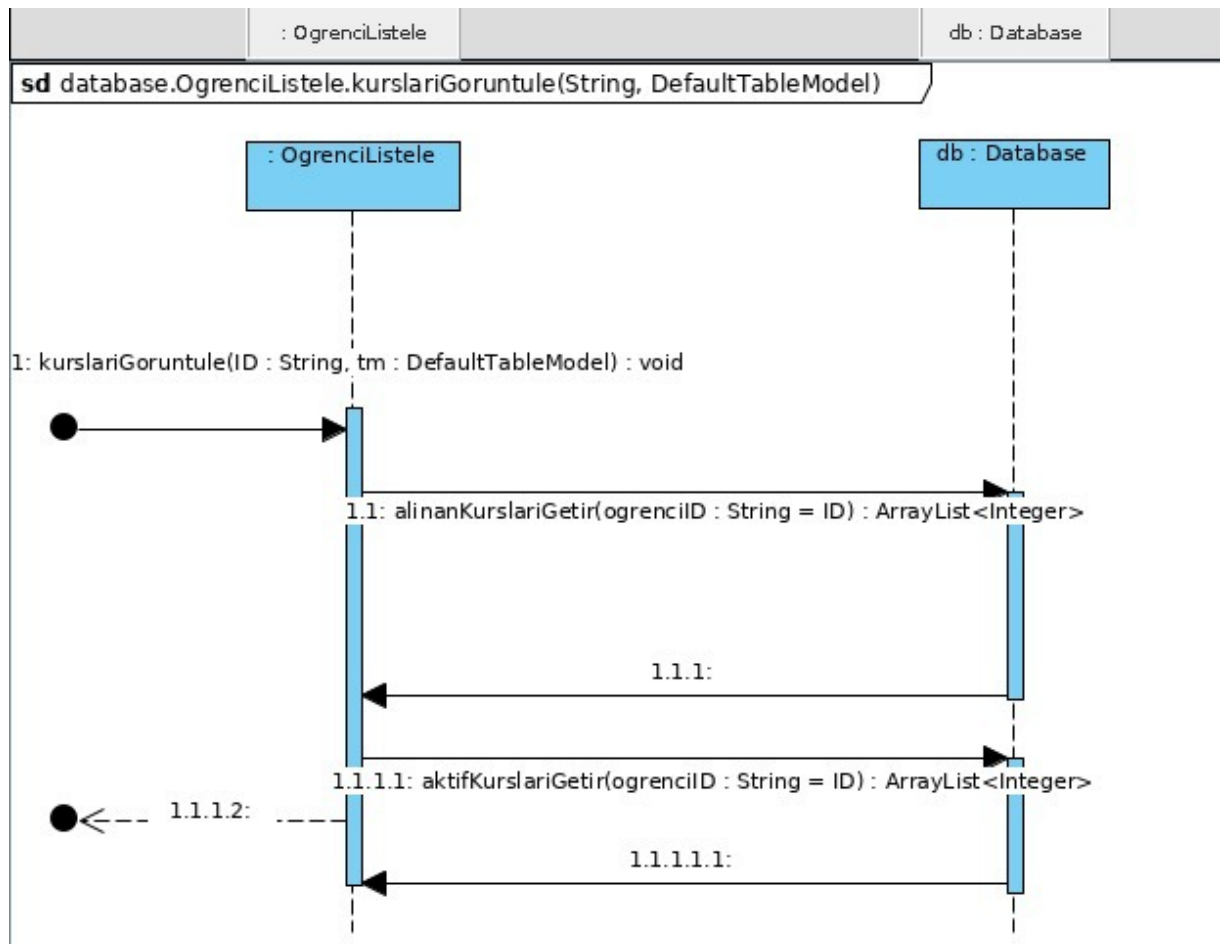 : OgrenciListele
db : Database
sd database.OgrenciListele.kurslariGoruntule(String, DefaultTableModel)
: OgrenciListele
db : Database
1: kurslariGoruntule(ID : String, tm : DefaultTableModel) : void
1.1: alinanKurslariGetir(ogrenciID : String = ID) : ArrayList<Integer>
1.1.1:
1.1.1.1: aktifKurslariGetir(ogrenciID : String = ID) : ArrayList<Integer>
1.1.1.2:
1.1.1.1.1: